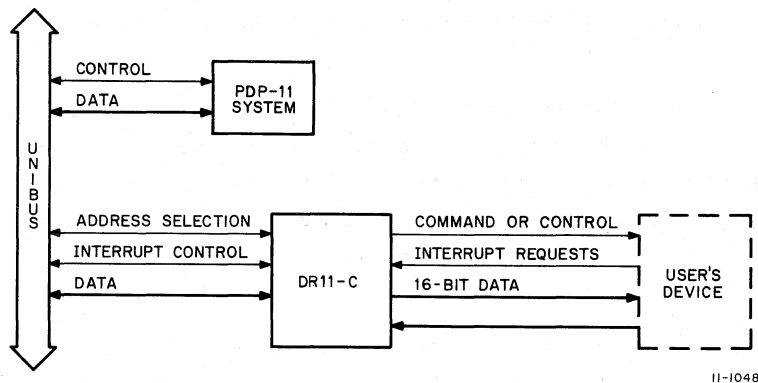 CONTROL
DATA
PDP-11
SYSTEM
UNIBUS
ADDRESS SELECTION
INTERRUPT CONTROL
DATA
DR11-C
COMMAND OR CONTROL
INTERRUPT REQUESTS
16-BIT DATA
USER'S
DEVICE
11-1048